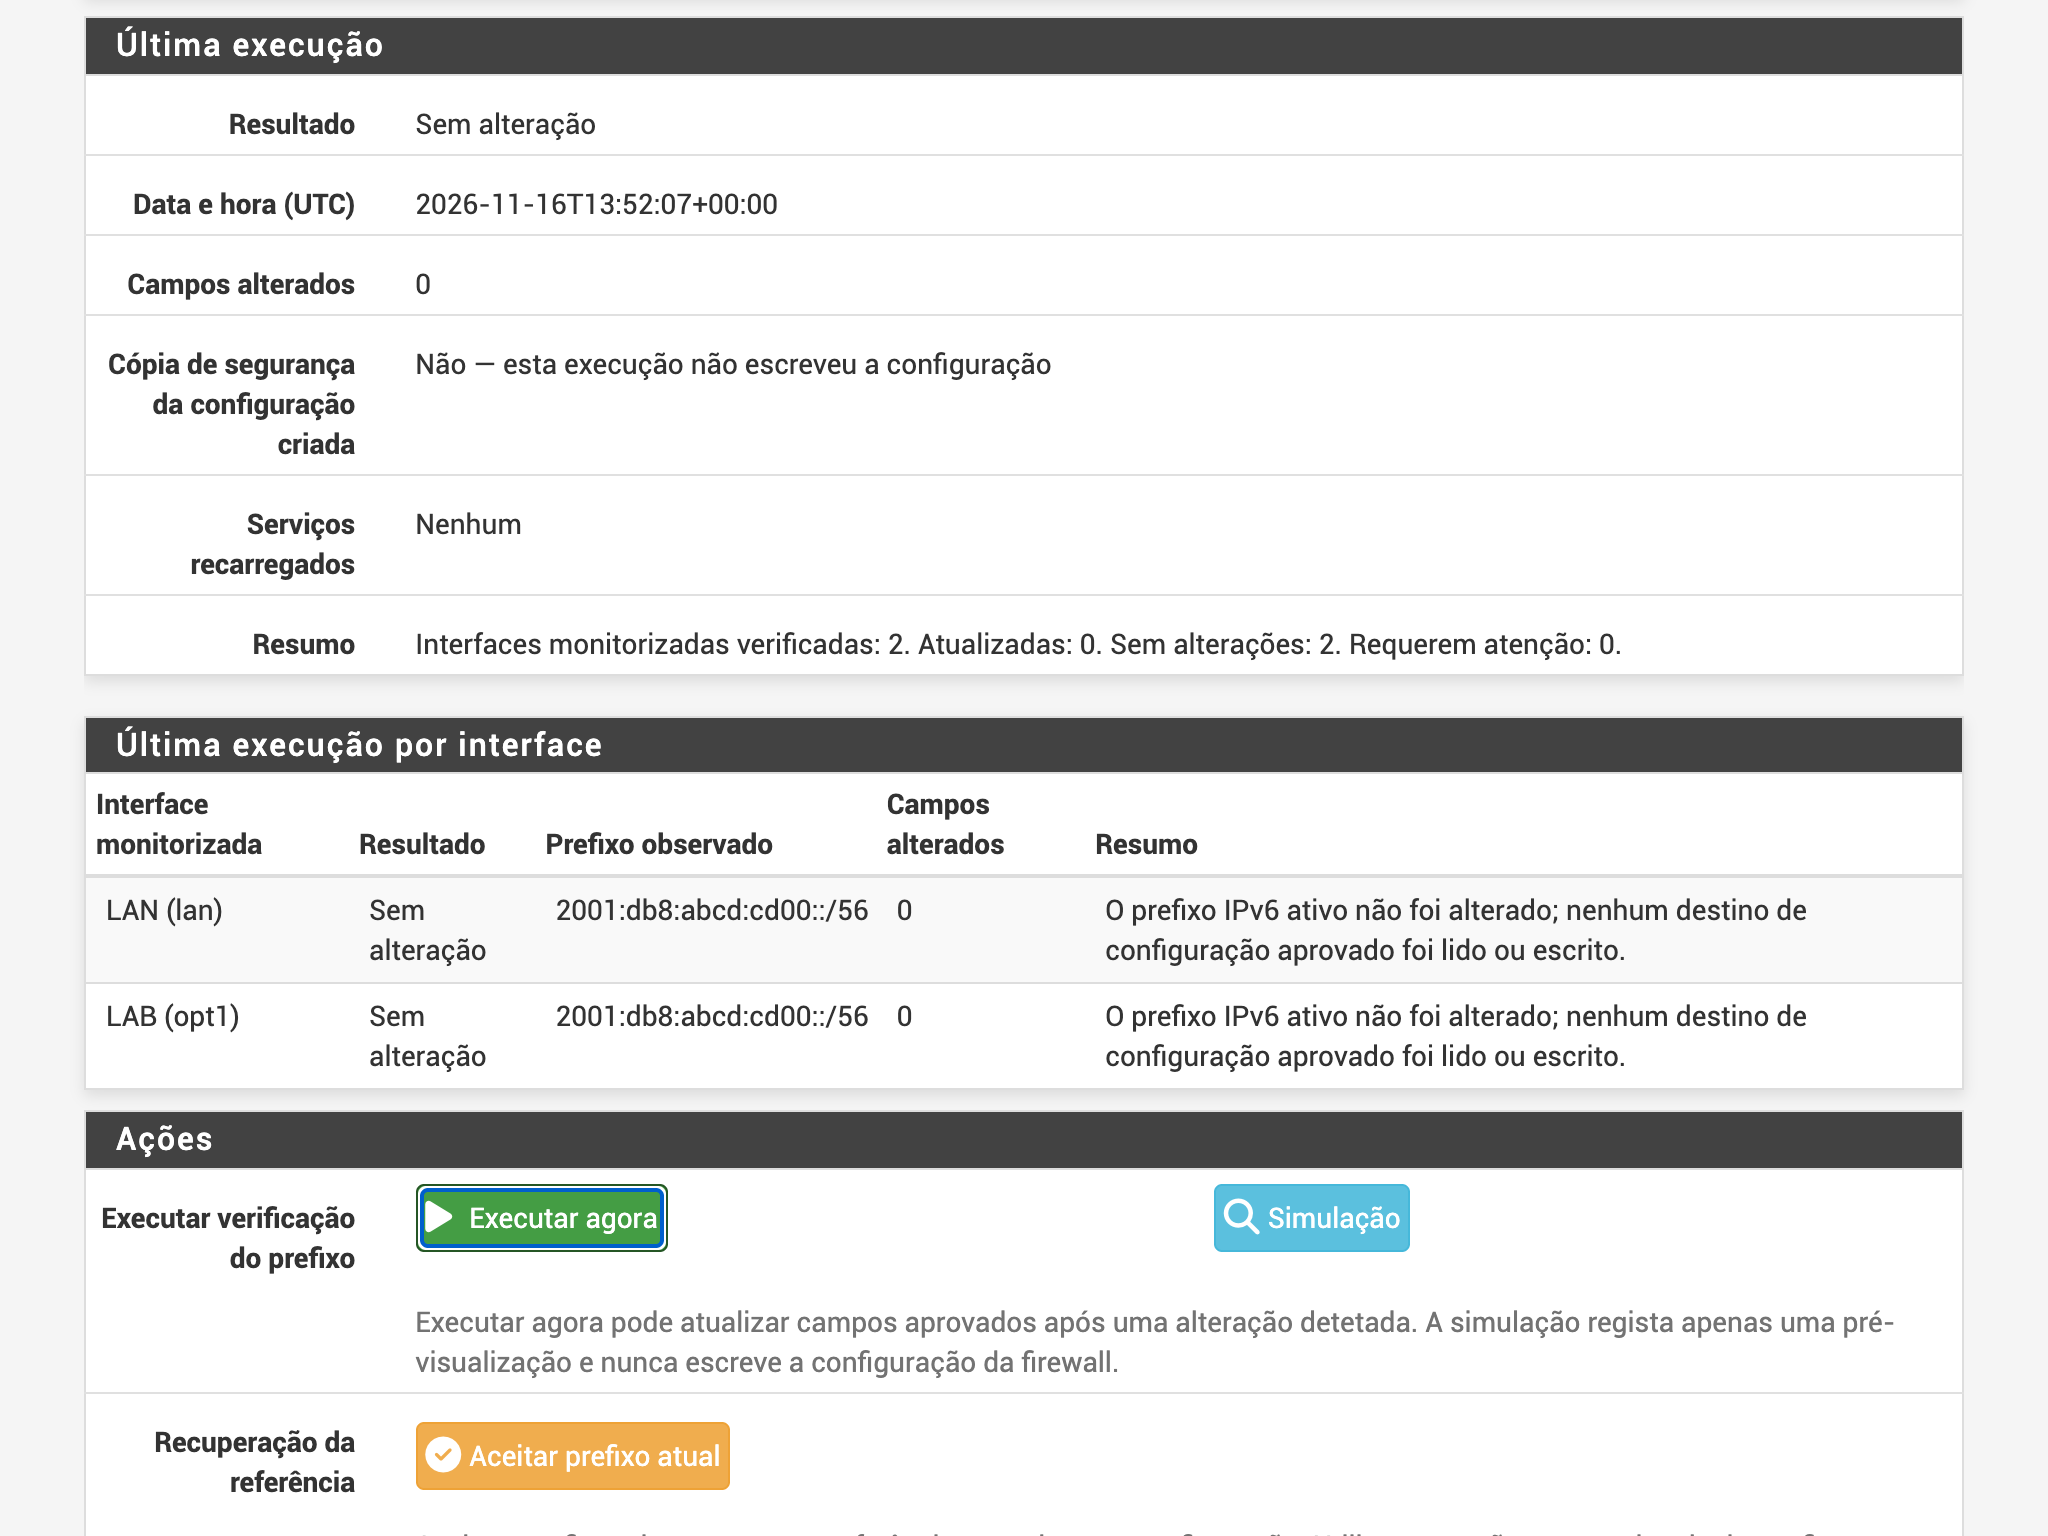 Última execução
Resultado
Sem alteração
Data e hora (UTC)
2026-11-16T13:52:07+00:00
Campos alterados
0
Cópia de segurança
da configuração
criada
Não — esta execução não escreveu a configuração
Serviços
recarregados
Nenhum
Resumo
Interfaces monitorizadas verificadas: 2. Atualizadas: 0. Sem alterações: 2. Requerem atenção: 0.
Última execução por interface
Interface
monitorizada
Resultado
Prefixo observado
Campos
alterados
Resumo
LAN (lan)
Sem
alteração
2001:db8:abcd:cd00::/56
0
O prefixo IPv6 ativo não foi alterado; nenhum destino de
configuração aprovado foi lido ou escrito.
LAB (opt1)
Sem
alteração
2001:db8:abcd:cd00::/56
0
O prefixo IPv6 ativo não foi alterado; nenhum destino de
configuração aprovado foi lido ou escrito.
Ações
Executar verificação
do prefixo
Executar agora
Simulação
Executar agora pode atualizar campos aprovados após uma alteração detetada. A simulação regista apenas uma pré-
visualização e nunca escreve a configuração da firewall.
Recuperação da
referência
Aceitar prefixo atual